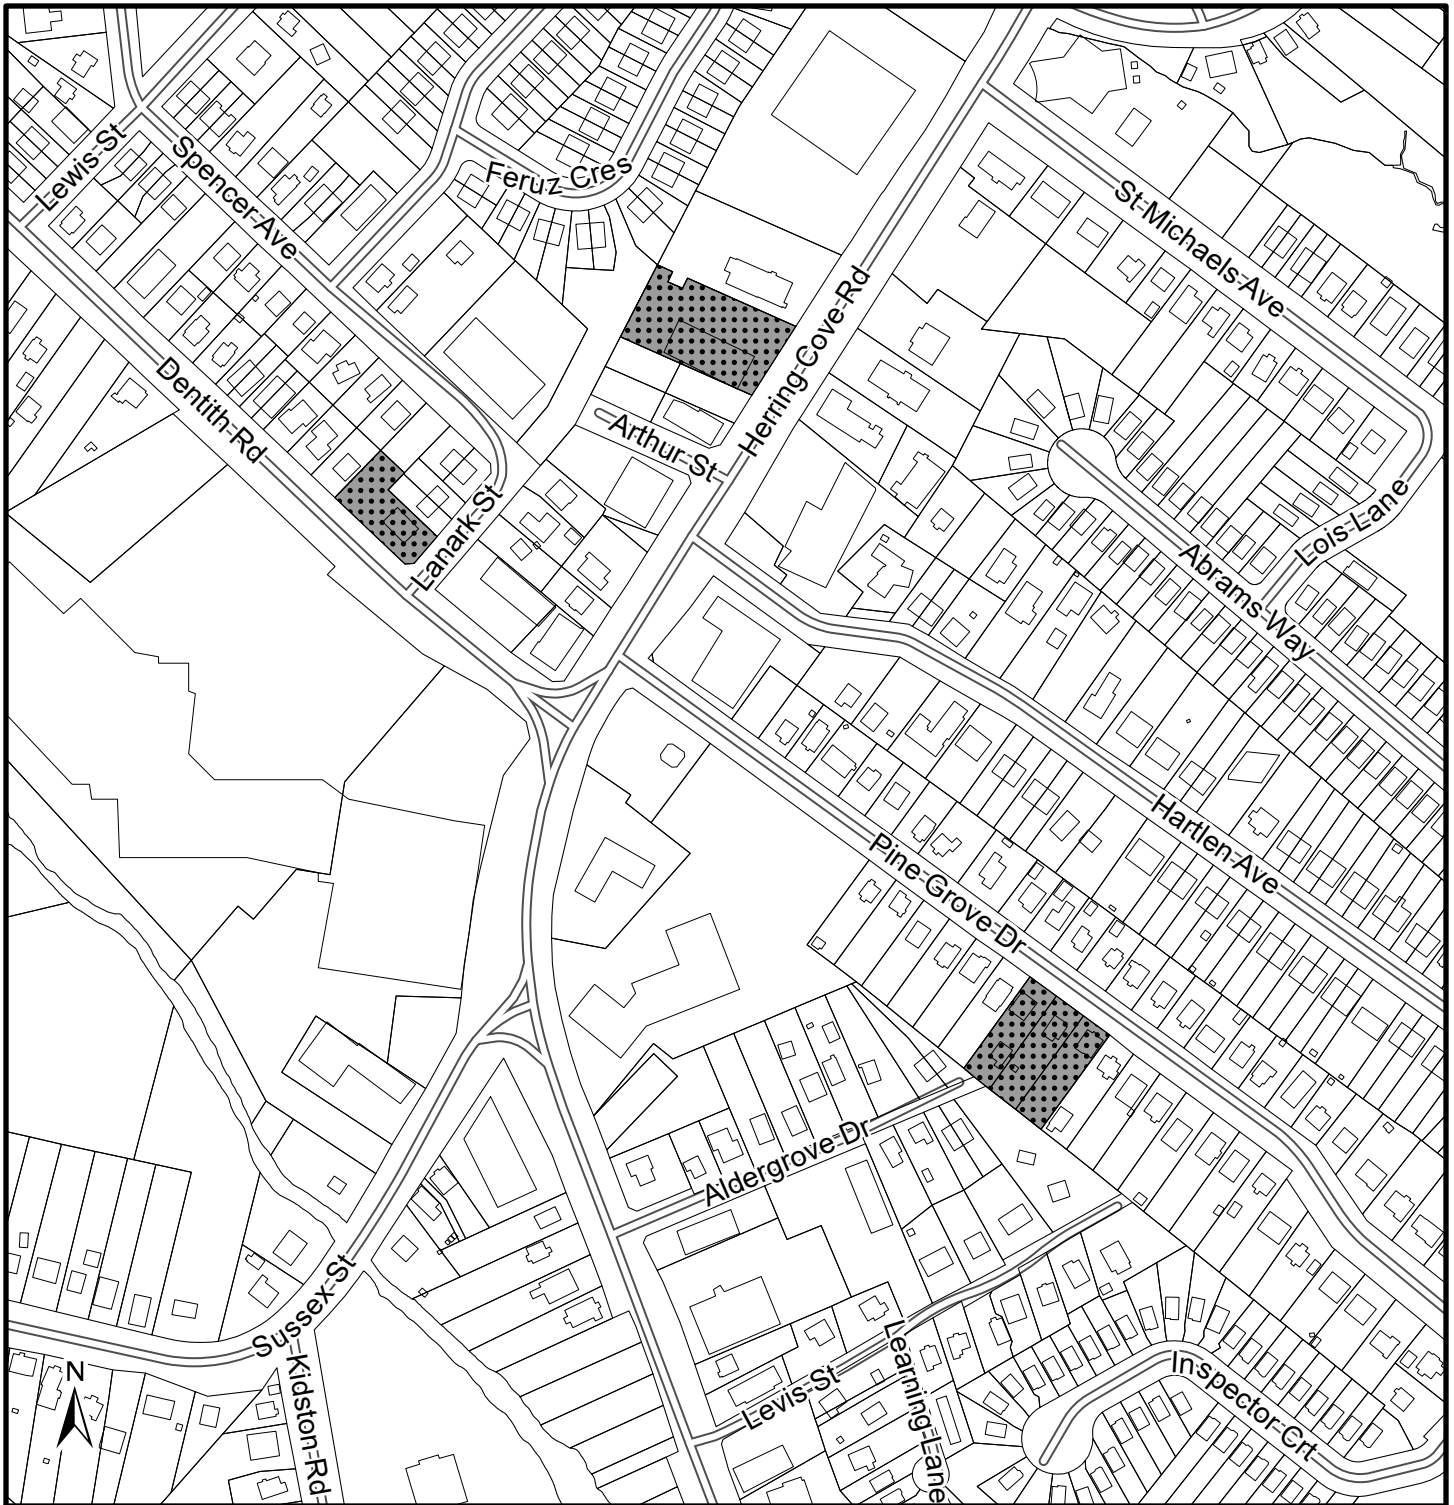 Lewis St
Spencer Ave
Feruz Cres
St Michaels Ave
Herring Cove Rd
Dentith Rd
Arthur St
Lanark St
Lois Lane
Abrams Way
Hartlen Ave
Pine Grove Dr
Aldergrove Dr
Sussex St
Kidston Rd
Learning Lane
Levis St
Inspector Crt
N